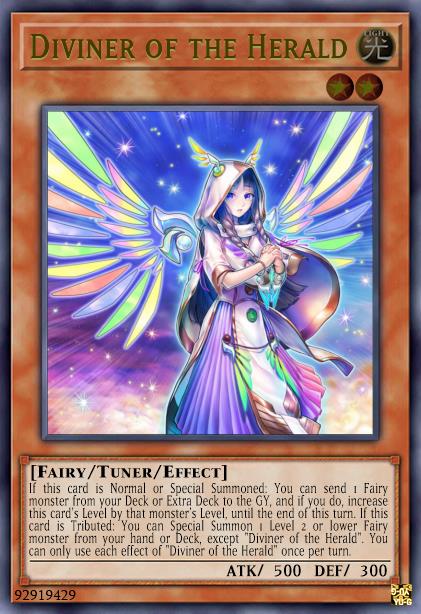 DIVINER OF THE HERALD
LIGHT
光
[FAIRY/TUNER/EFFECT]
If this card is Normal or Special Summoned: You can send 1 Fairy
monster from your Deck or Extra Deck to the GY, and if you do, increase
this card's Level by that monster's Level, until the end of this turn. If this
card is Tributed: You can Special Summon 1 Level 2 or lower Fairy
monster from your hand or Deck, except "Diviner of the Herald". You
can only use each effect of "Diviner of the Herald" once per turn.
ATK/ 500 DEF/ 300
92919429